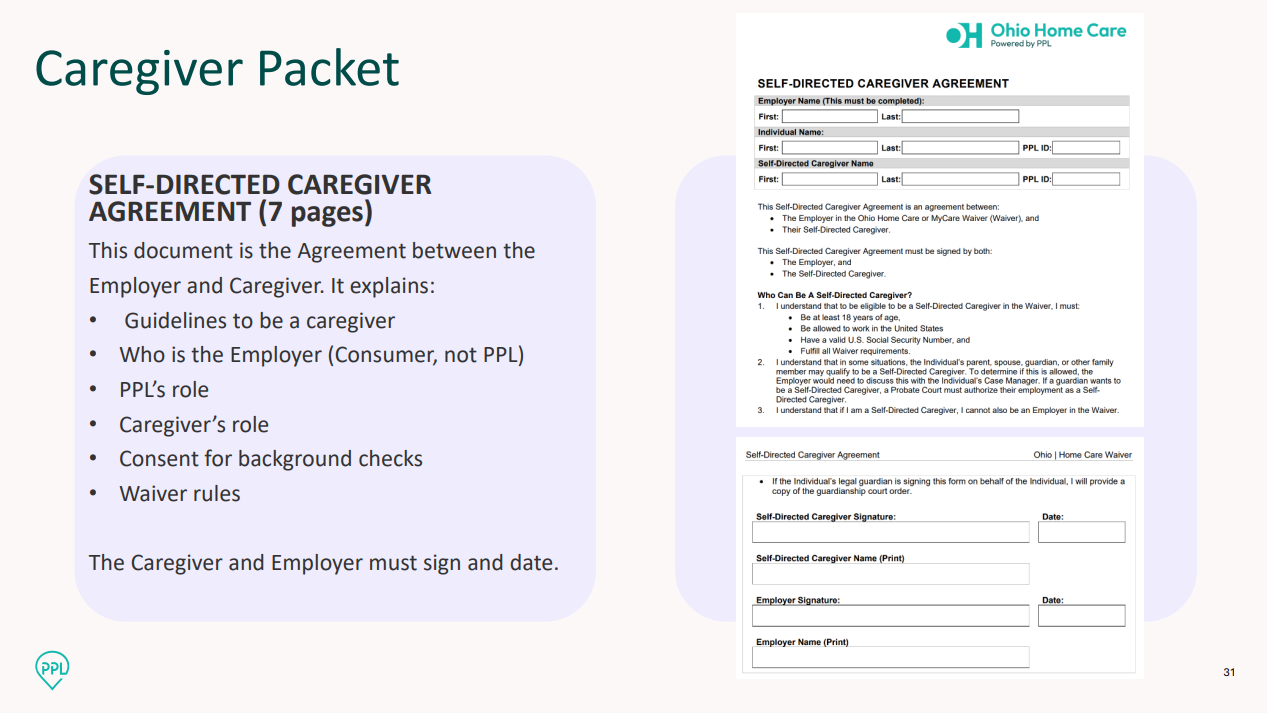 Caregiver Packet
SELF-DIRECTED CAREGIVER
AGREEMENT (7 pages)
This document is the Agreement between the
Employer and Caregiver. It explains:
• Guidelines to be a caregiver
• Who is the Employer (Consumer, not PPL)
• PPL's role
• Caregiver's role
• Consent for background checks
• Waiver rules
The Caregiver and Employer must sign and date.
OH Ohio Home Care
Powered by PPL
SELF-DIRECTED CAREGIVER AGREEMENT
Employer Name (This must be completed):
First: Last:
Individual Name:
First: Last: PPL ID:
Self-Directed Caregiver Name
First: Last: PPL ID:
This Self-Directed Caregiver Agreement is an agreement between:
• The Employer in the Ohio Home Care or MyCare Waiver (Waiver), and
• Their Self-Directed Caregiver.
This Self-Directed Caregiver Agreement must be signed by both:
• The Employer, and
• The Self-Directed Caregiver.
Who Can Be A Self-Directed Caregiver?
1. I understand that to be eligible to be a Self-Directed Caregiver in the Waiver, I must:
• Be at least 18 years of age,
• Be allowed to work in the United States
• Have a valid U.S. Social Security Number, and
• Fulfill all Waiver requirements.
2. I understand that in some situations, the Individual's parent, spouse, guardian, or other family
member may qualify to be a Self-Directed Caregiver. To determine if this is allowed, the
Employer would need to discuss this with the Individual's Case Manager. If a guardian wants to
be a Self-Directed Caregiver, a Probate Court must authorize their employment as a Self-
Directed Caregiver.
3. I understand that if I am a Self-Directed Caregiver, I cannot also be an Employer in the Waiver.
Self-Directed Caregiver Agreement Ohio | Home Care Waiver
• If the Individual's legal guardian is signing this form on behalf of the Individual, I will provide a
copy of the guardianship court order.
Self-Directed Caregiver Signature: Date:
Self-Directed Caregiver Name (Print)
Employer Signature: Date:
Employer Name (Print)
PPL
31